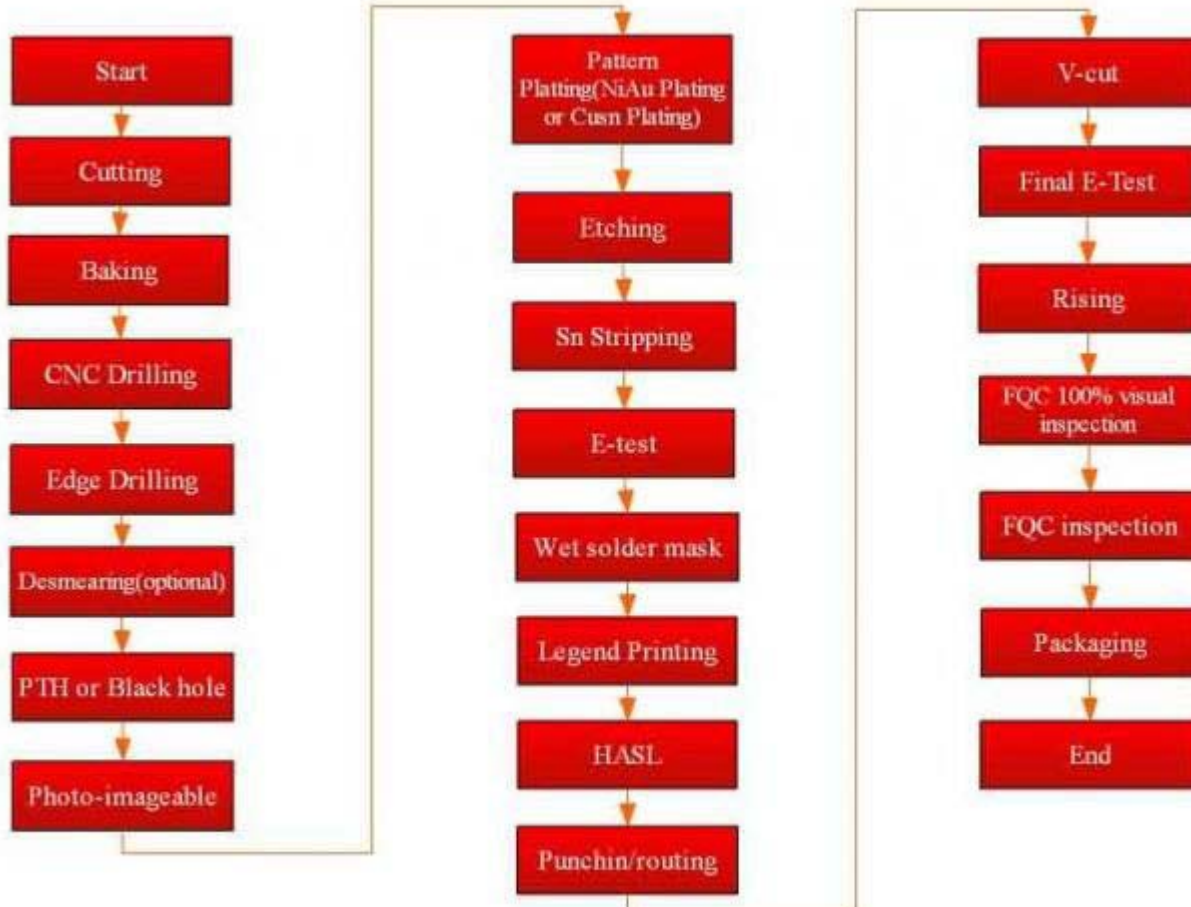 Start
Cutting
Baking
CNC Drilling
Edge Drilling
Desmearing(optional)
PTH or Black hole
Photo-imageable
Pattern
Platting(NiAu Plating
or Cusn Plating)
Etching
Sn Stripping
E-test
Wet solder mask
Legend Printing
HASL
Punchin/routing
V-cut
Final E-Test
Rising
FQC 100% visual
inspection
FQC inspection
Packaging
End